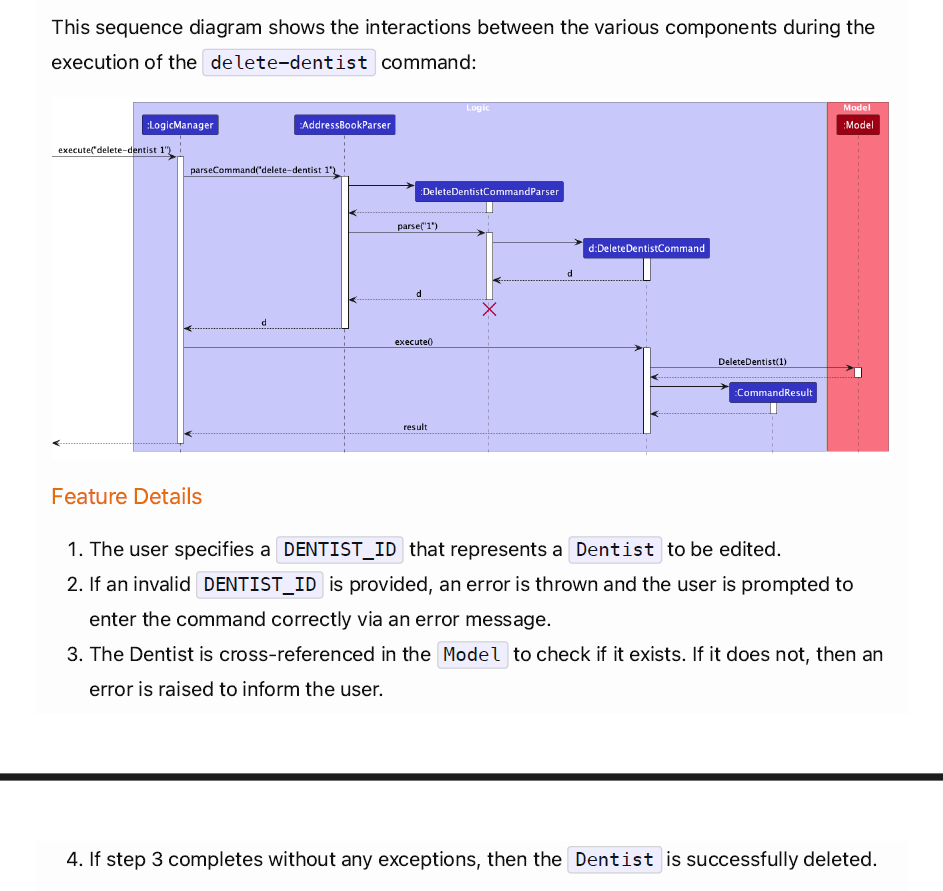 This sequence diagram shows the interactions between the various components during the
execution of the delete-dentist command:
Logic
Model
:LogicManager
:AddressBookParser
:Model
execute("delete-dentist 1")
parseCommand("delete-dentist 1")
:DeleteDentistCommandParser
parse("1")
d:DeleteDentistCommand
d
d
d
execute()
DeleteDentist(1)
:CommandResult
result
Feature Details
1. The user specifies a DENTIST_ID that represents a Dentist to be edited.
2. If an invalid DENTIST_ID is provided, an error is thrown and the user is prompted to
enter the command correctly via an error message.
3. The Dentist is cross-referenced in the Model to check if it exists. If it does not, then an
error is raised to inform the user.
4. If step 3 completes without any exceptions, then the Dentist is successfully deleted.